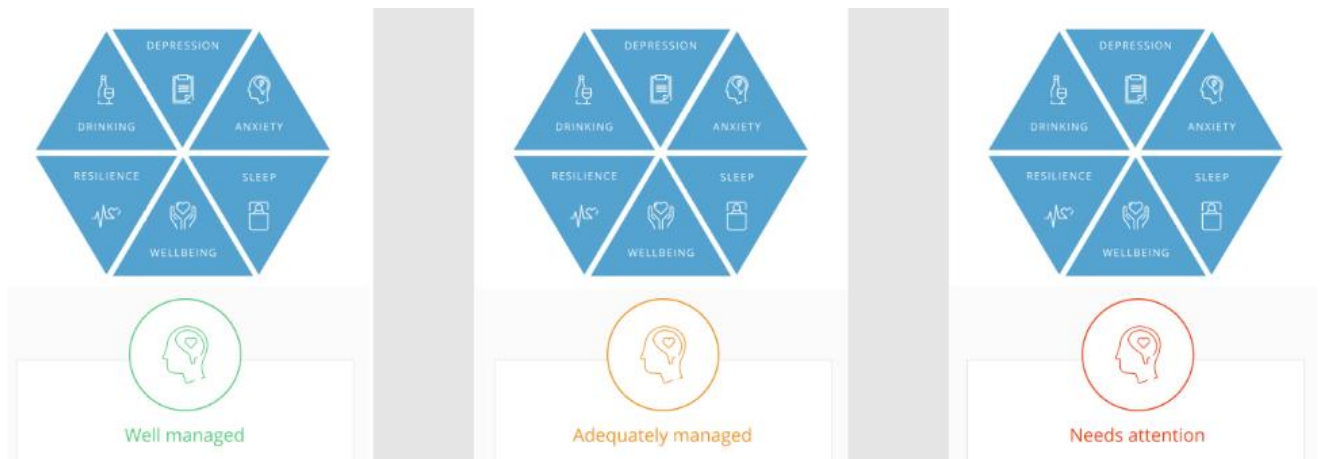 DEPRESSION
DRINKING
ANXIETY
RESILIENCE
SLEEP
WELLBEING
Well managed
DEPRESSION
DRINKING
ANXIETY
RESILIENCE
SLEEP
WELLBEING
Adequately managed
DEPRESSION
DRINKING
ANXIETY
RESILIENCE
SLEEP
WELLBEING
Needs attention